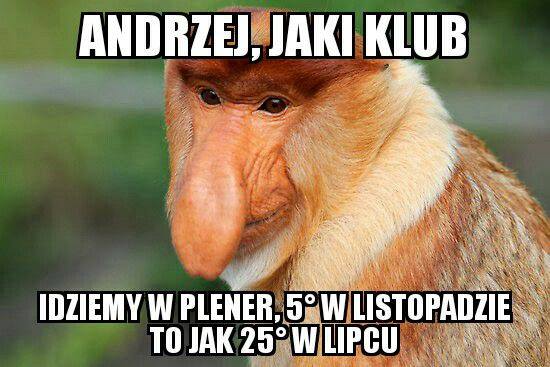 ANDRZEJ, JAKI KLUB
IDZIEMY W PLENER, 5° W LISTOPADZIE
TO JAK 25° W LIPCU